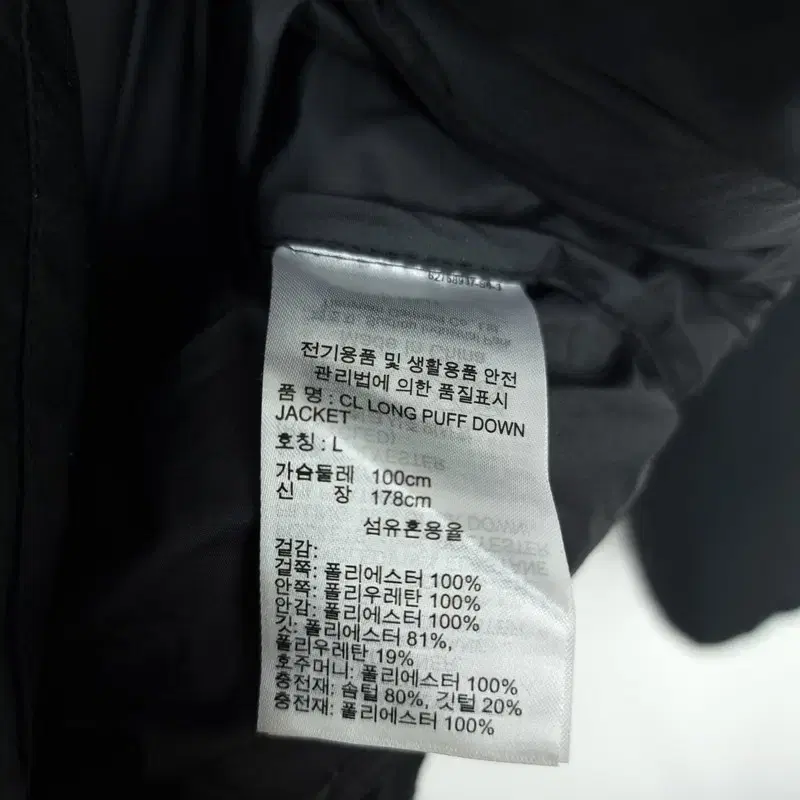 전기용품 및 생활용품 안전
관리법에 의한 품질표시
품 명 : CL LONG PUFF DOWN
JACKET
호칭 : L
가슴둘레 100cm
신 장 178cm
섬유혼용율
겉감:
겉쪽: 폴리에스터 100%
안쪽: 폴리우레탄 100%
안감: 폴리에스터 100%
깃: 폴리에스터 81%,
폴리우레탄 19%
호주머니: 폴리에스터 100%
충전재: 솜털 80%, 깃털 20%
충전재: 폴리에스터 100%